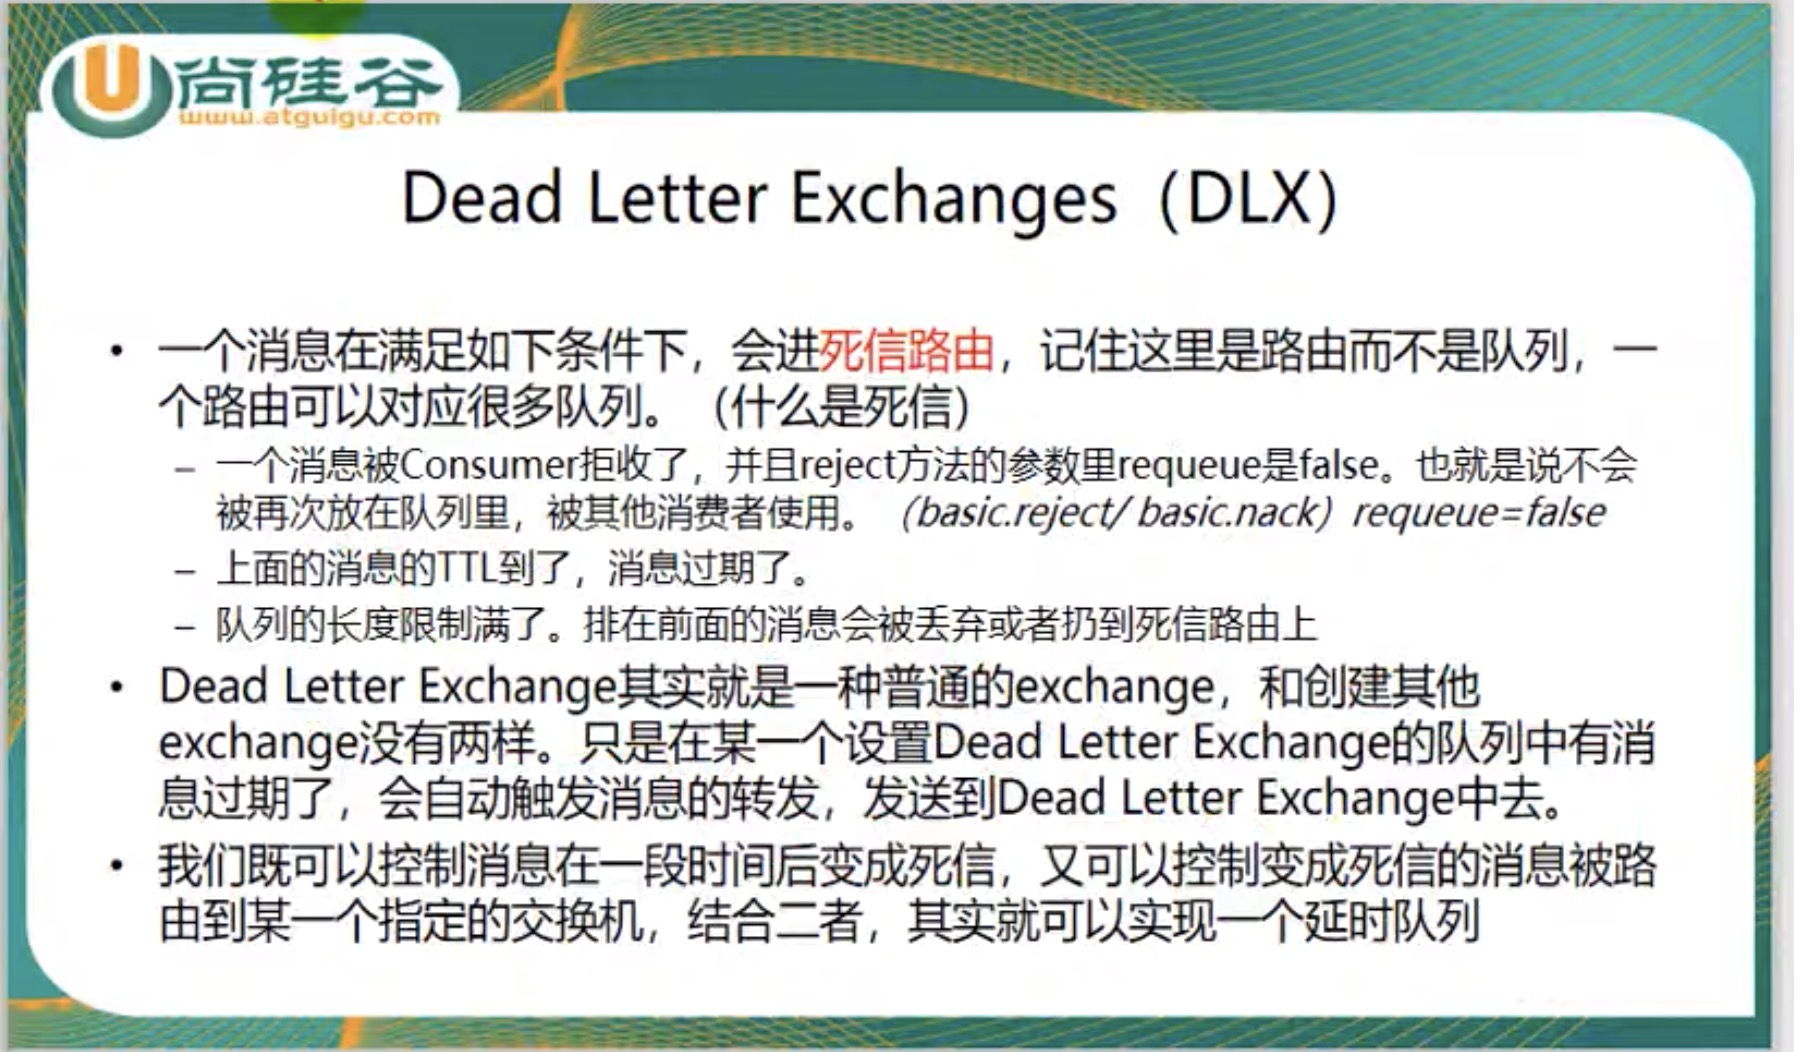 尚硅谷
www.atguigu.com
Dead Letter Exchanges（DLX）
• 一个消息在满足如下条件下，会进死信路由，记住这里是路由而不是队列，一
个路由可以对应很多队列。（什么是死信）
– 一个消息被Consumer拒收了，并且reject方法的参数里requeue是false。也就是说不会
被再次放在队列里，被其他消费者使用。（basic.reject/ basic.nack）requeue=false
– 上面的消息的TTL到了，消息过期了。
– 队列的长度限制满了。排在前面的消息会被丢弃或者扔到死信路由上
• Dead Letter Exchange其实就是一种普通的exchange，和创建其他
exchange没有两样。只是在某一个设置Dead Letter Exchange的队列中有消
息过期了，会自动触发消息的转发，发送到Dead Letter Exchange中去。
• 我们既可以控制消息在一段时间后变成死信，又可以控制变成死信的消息被路
由到某一个指定的交换机，结合二者，其实就可以实现一个延时队列